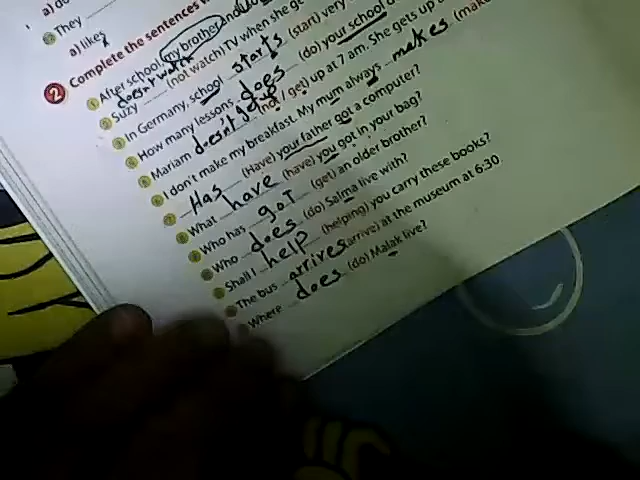 a) do
They
a) likes
2 Complete the sentences w
After school, my brother and
Suzy doesn't watch (not watch) TV when she ge
In Germany, school starts (start) very
How many lessons does (do) your school o
Mariam doesn't get up (not / get) up at 7 am. She gets up a
I don't make my breakfast. My mum always makes (make
Has (Have) your father got a computer?
What have (have) you got in your bag?
Who has got (get) an older brother?
Who does (do) Salma live with?
Shall I help (helping) you carry these books?
The bus arrives (arrive) at the museum at 6:30.
Where does (do) Malak live?